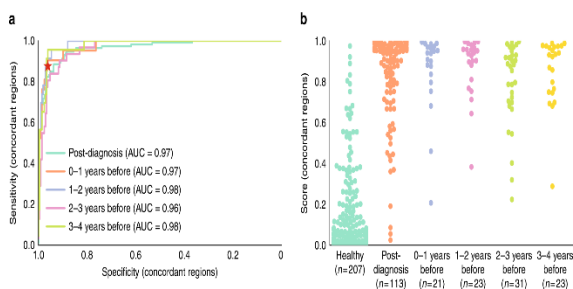 a
Sensitivity (concordant regions)
1.0
0.8
0.6
0.4
0.2
0
Post-diagnosis (AUC = 0.97)
0–1 years before (AUC = 0.97)
1–2 years before (AUC = 0.98)
2–3 years before (AUC = 0.96)
3–4 years before (AUC = 0.98)
1.0 0.8 0.6 0.4 0.2 0
Specificity (concordant regions)
b
Score (concordant regions)
1.0
0.8
0.6
0.4
0.2
0.0
Healthy
(n=207)
Post-
diagnosis
(n=113)
0–1 years
before
(n=21)
1–2 years
before
(n=23)
2–3 years
before
(n=31)
3–4 years
before
(n=23)